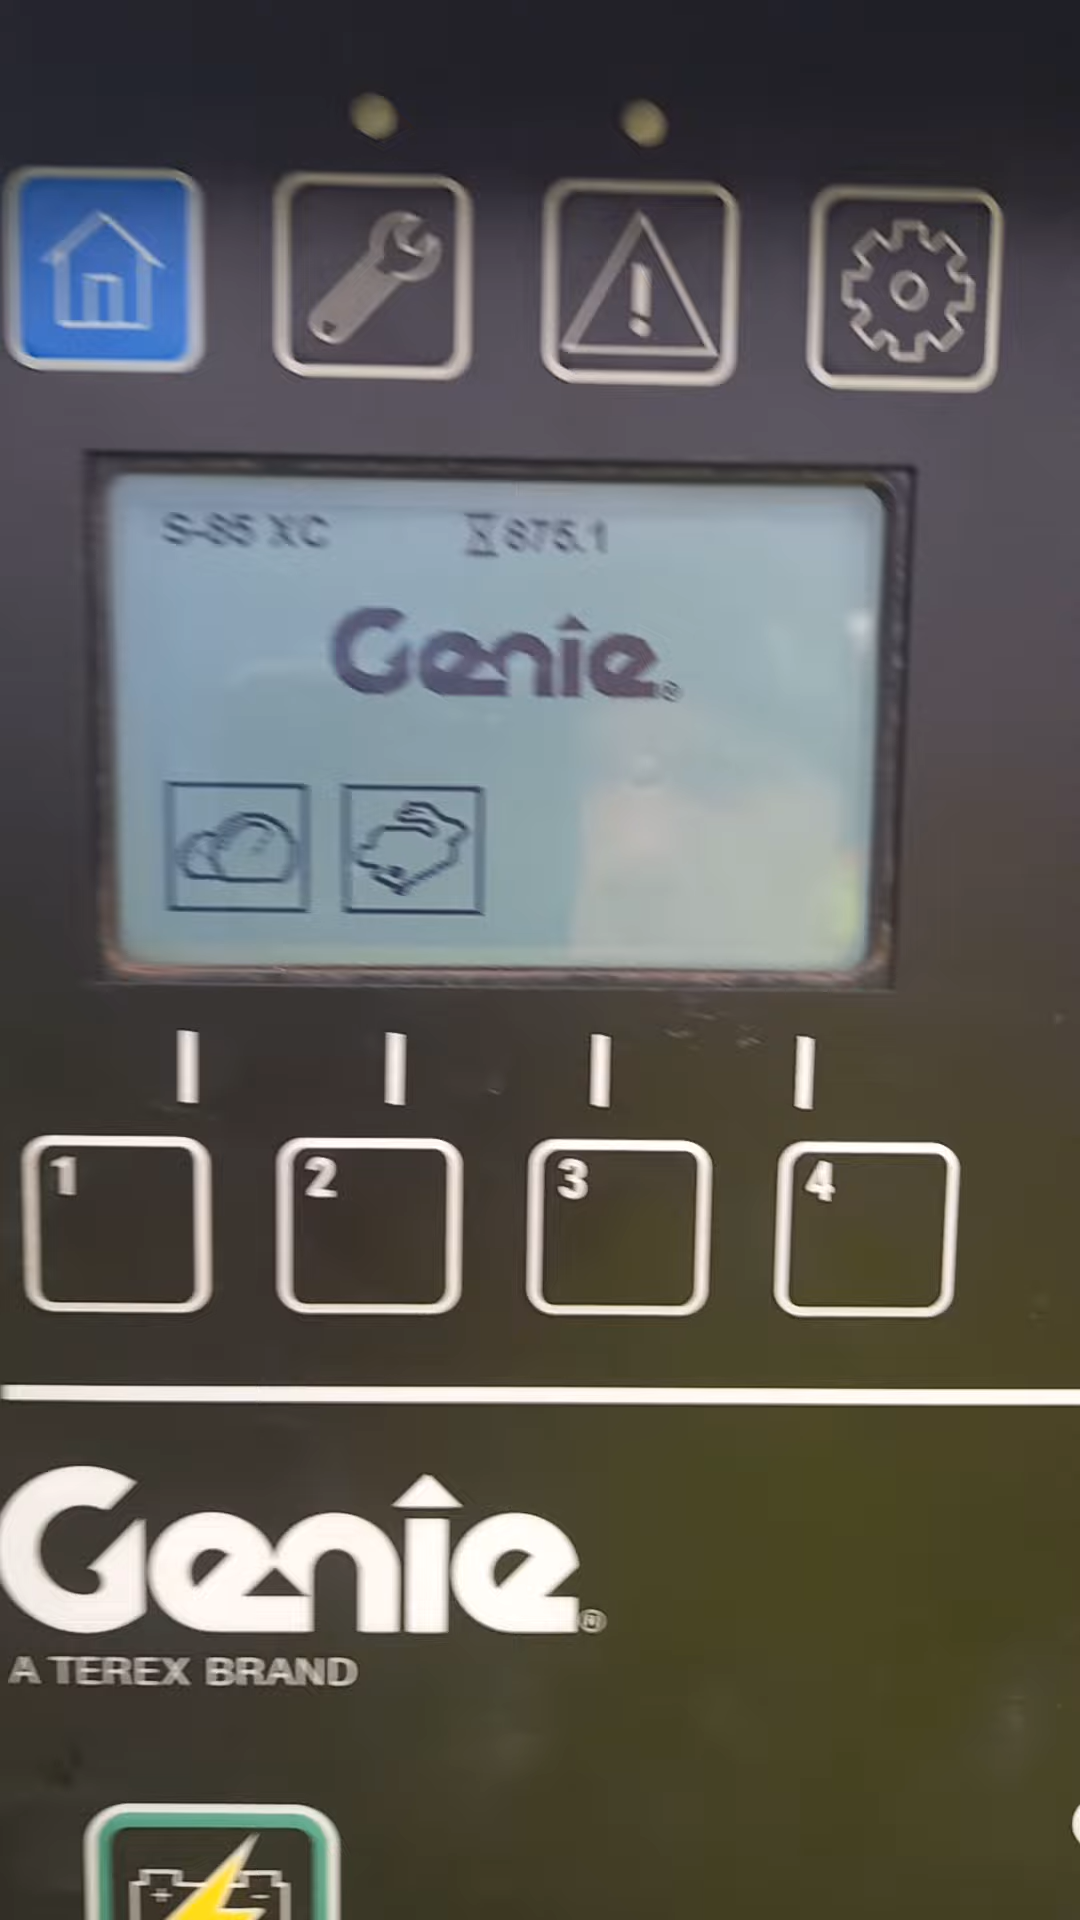 S-85 XC 875.1
Genie®
1 2 3 4
Genie®
A TEREX BRAND
+ -